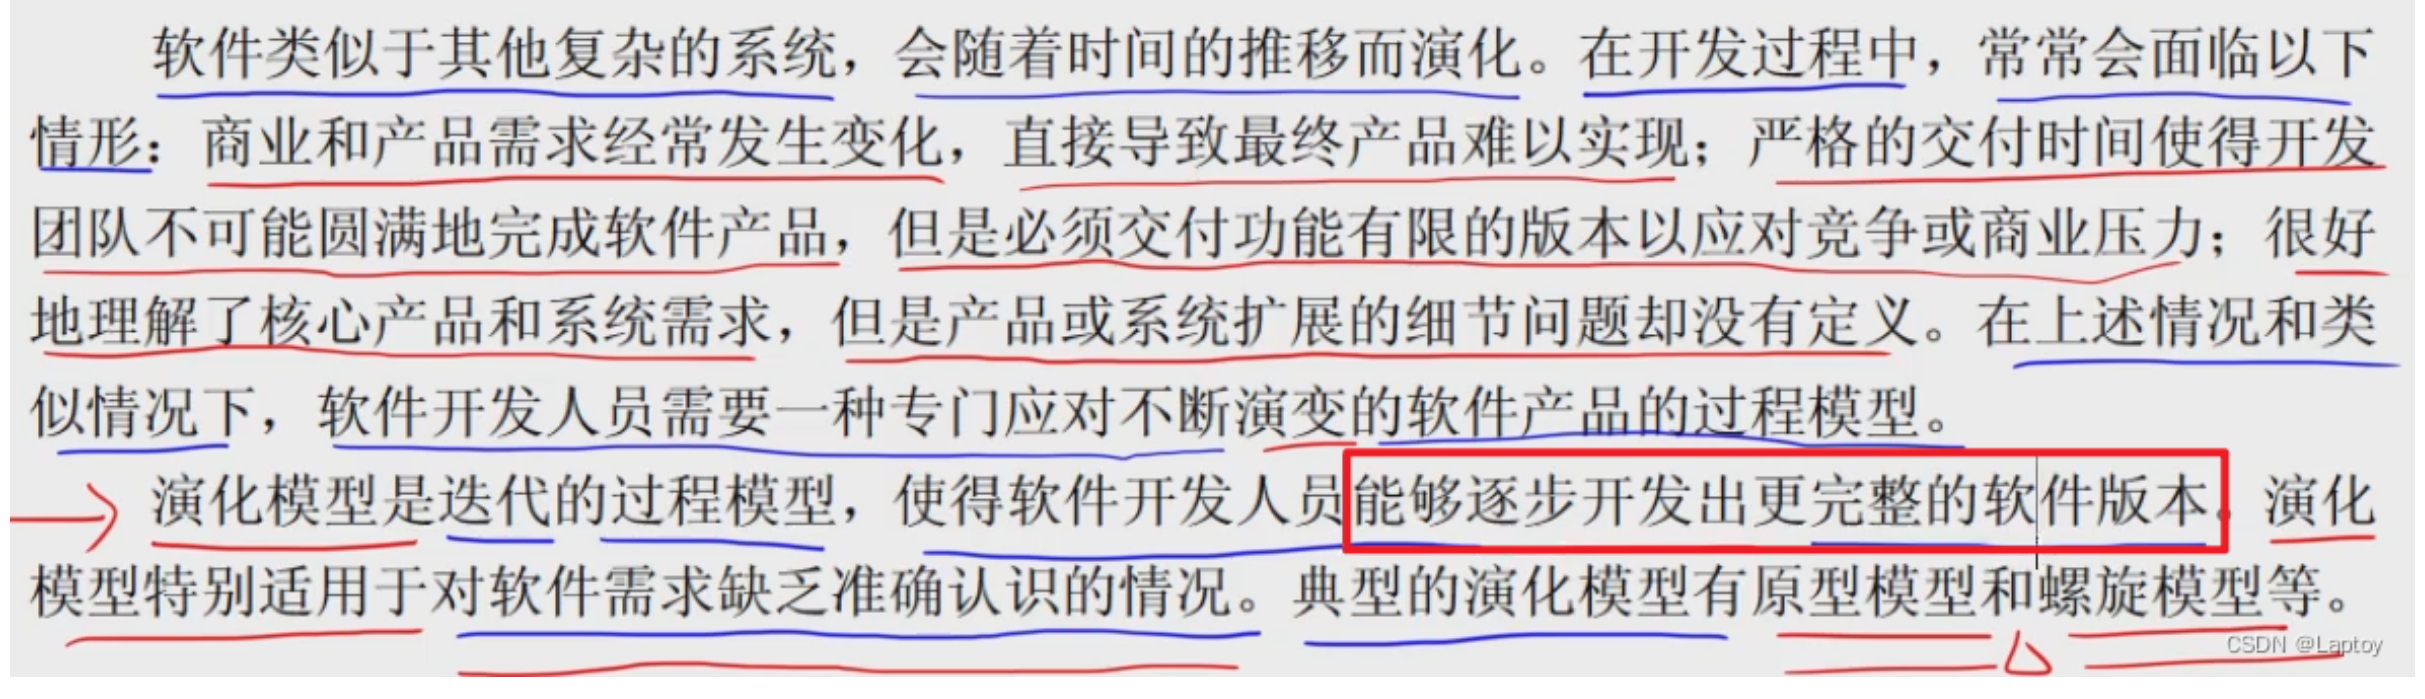 软件类似于其他复杂的系统，会随着时间的推移而演化。在开发过程中，常常会面临以下
情形：商业和产品需求经常发生变化，直接导致最终产品难以实现；严格的交付时间使得开发
团队不可能圆满地完成软件产品，但是必须交付功能有限的版本以应对竞争或商业压力；很好
地理解了核心产品和系统需求，但是产品或系统扩展的细节问题却没有定义。在上述情况和类
似情况下，软件开发人员需要一种专门应对不断演变的软件产品的过程模型。
演化模型是迭代的过程模型，使得软件开发人员能够逐步开发出更完整的软件版本。演化
模型特别适用于对软件需求缺乏准确认识的情况。典型的演化模型有原型模型和螺旋模型等。
CSDN @Laptoy